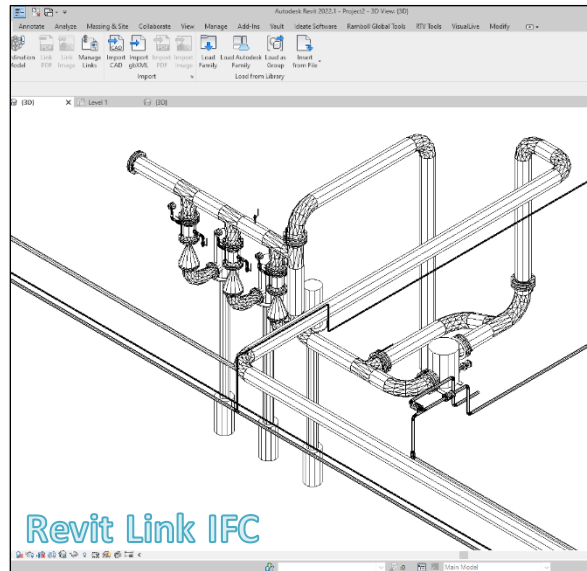 Autodesk Revit 2022.1 - Project2 - 3D View: {3D}
Annotate Analyze Massing & Site Collaborate View Manage Add-Ins Vault Ideate Software Ramboll Global Tools RTV Tools VisualLive Modify
Link Link Manage Import Import Import Import Load Load Autodesk Load as Insert
PDF Image Links CAD gbXML PDF Image Family Family Group from File
Import Load from Library
{3D} Level 1 {3D}
Revit Link IFC
Main Model